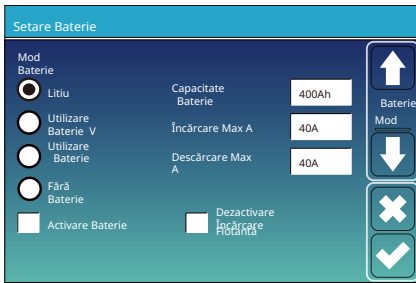 Setare Baterie
Mod
Baterie
Litiu
Utilizare
Baterie V
Utilizare
Baterie
Fără
Baterie
Activare Baterie
Capacitate
Baterie
400Ah
Încărcare Max A
40A
Descărcare Max
A
40A
Dezactivare
Încărcare
Flotantă
Baterie
Mod